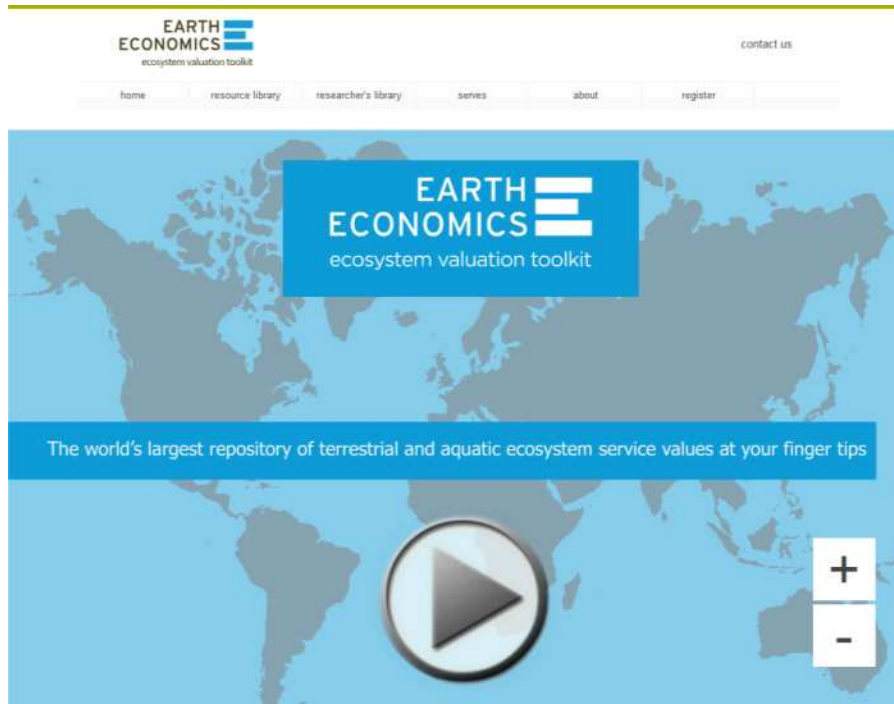 EARTH
ECONOMICS
ecosystem valuation toolkit
contact us
home resource library researcher's library serves about register
EARTH
ECONOMICS
ecosystem valuation toolkit
The world's largest repository of terrestrial and aquatic ecosystem service values at your finger tips
+
-